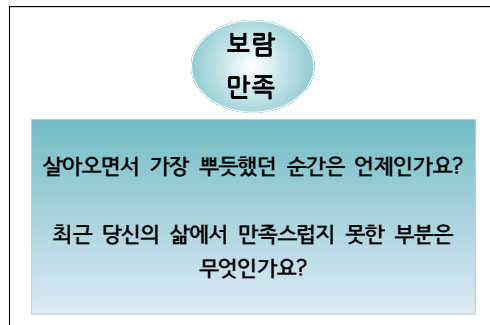 보람
만족
살아오면서 가장 뿌듯했던 순간은 언제인가요?
최근 당신의 삶에서 만족스럽지 못한 부분은
무엇인가요?